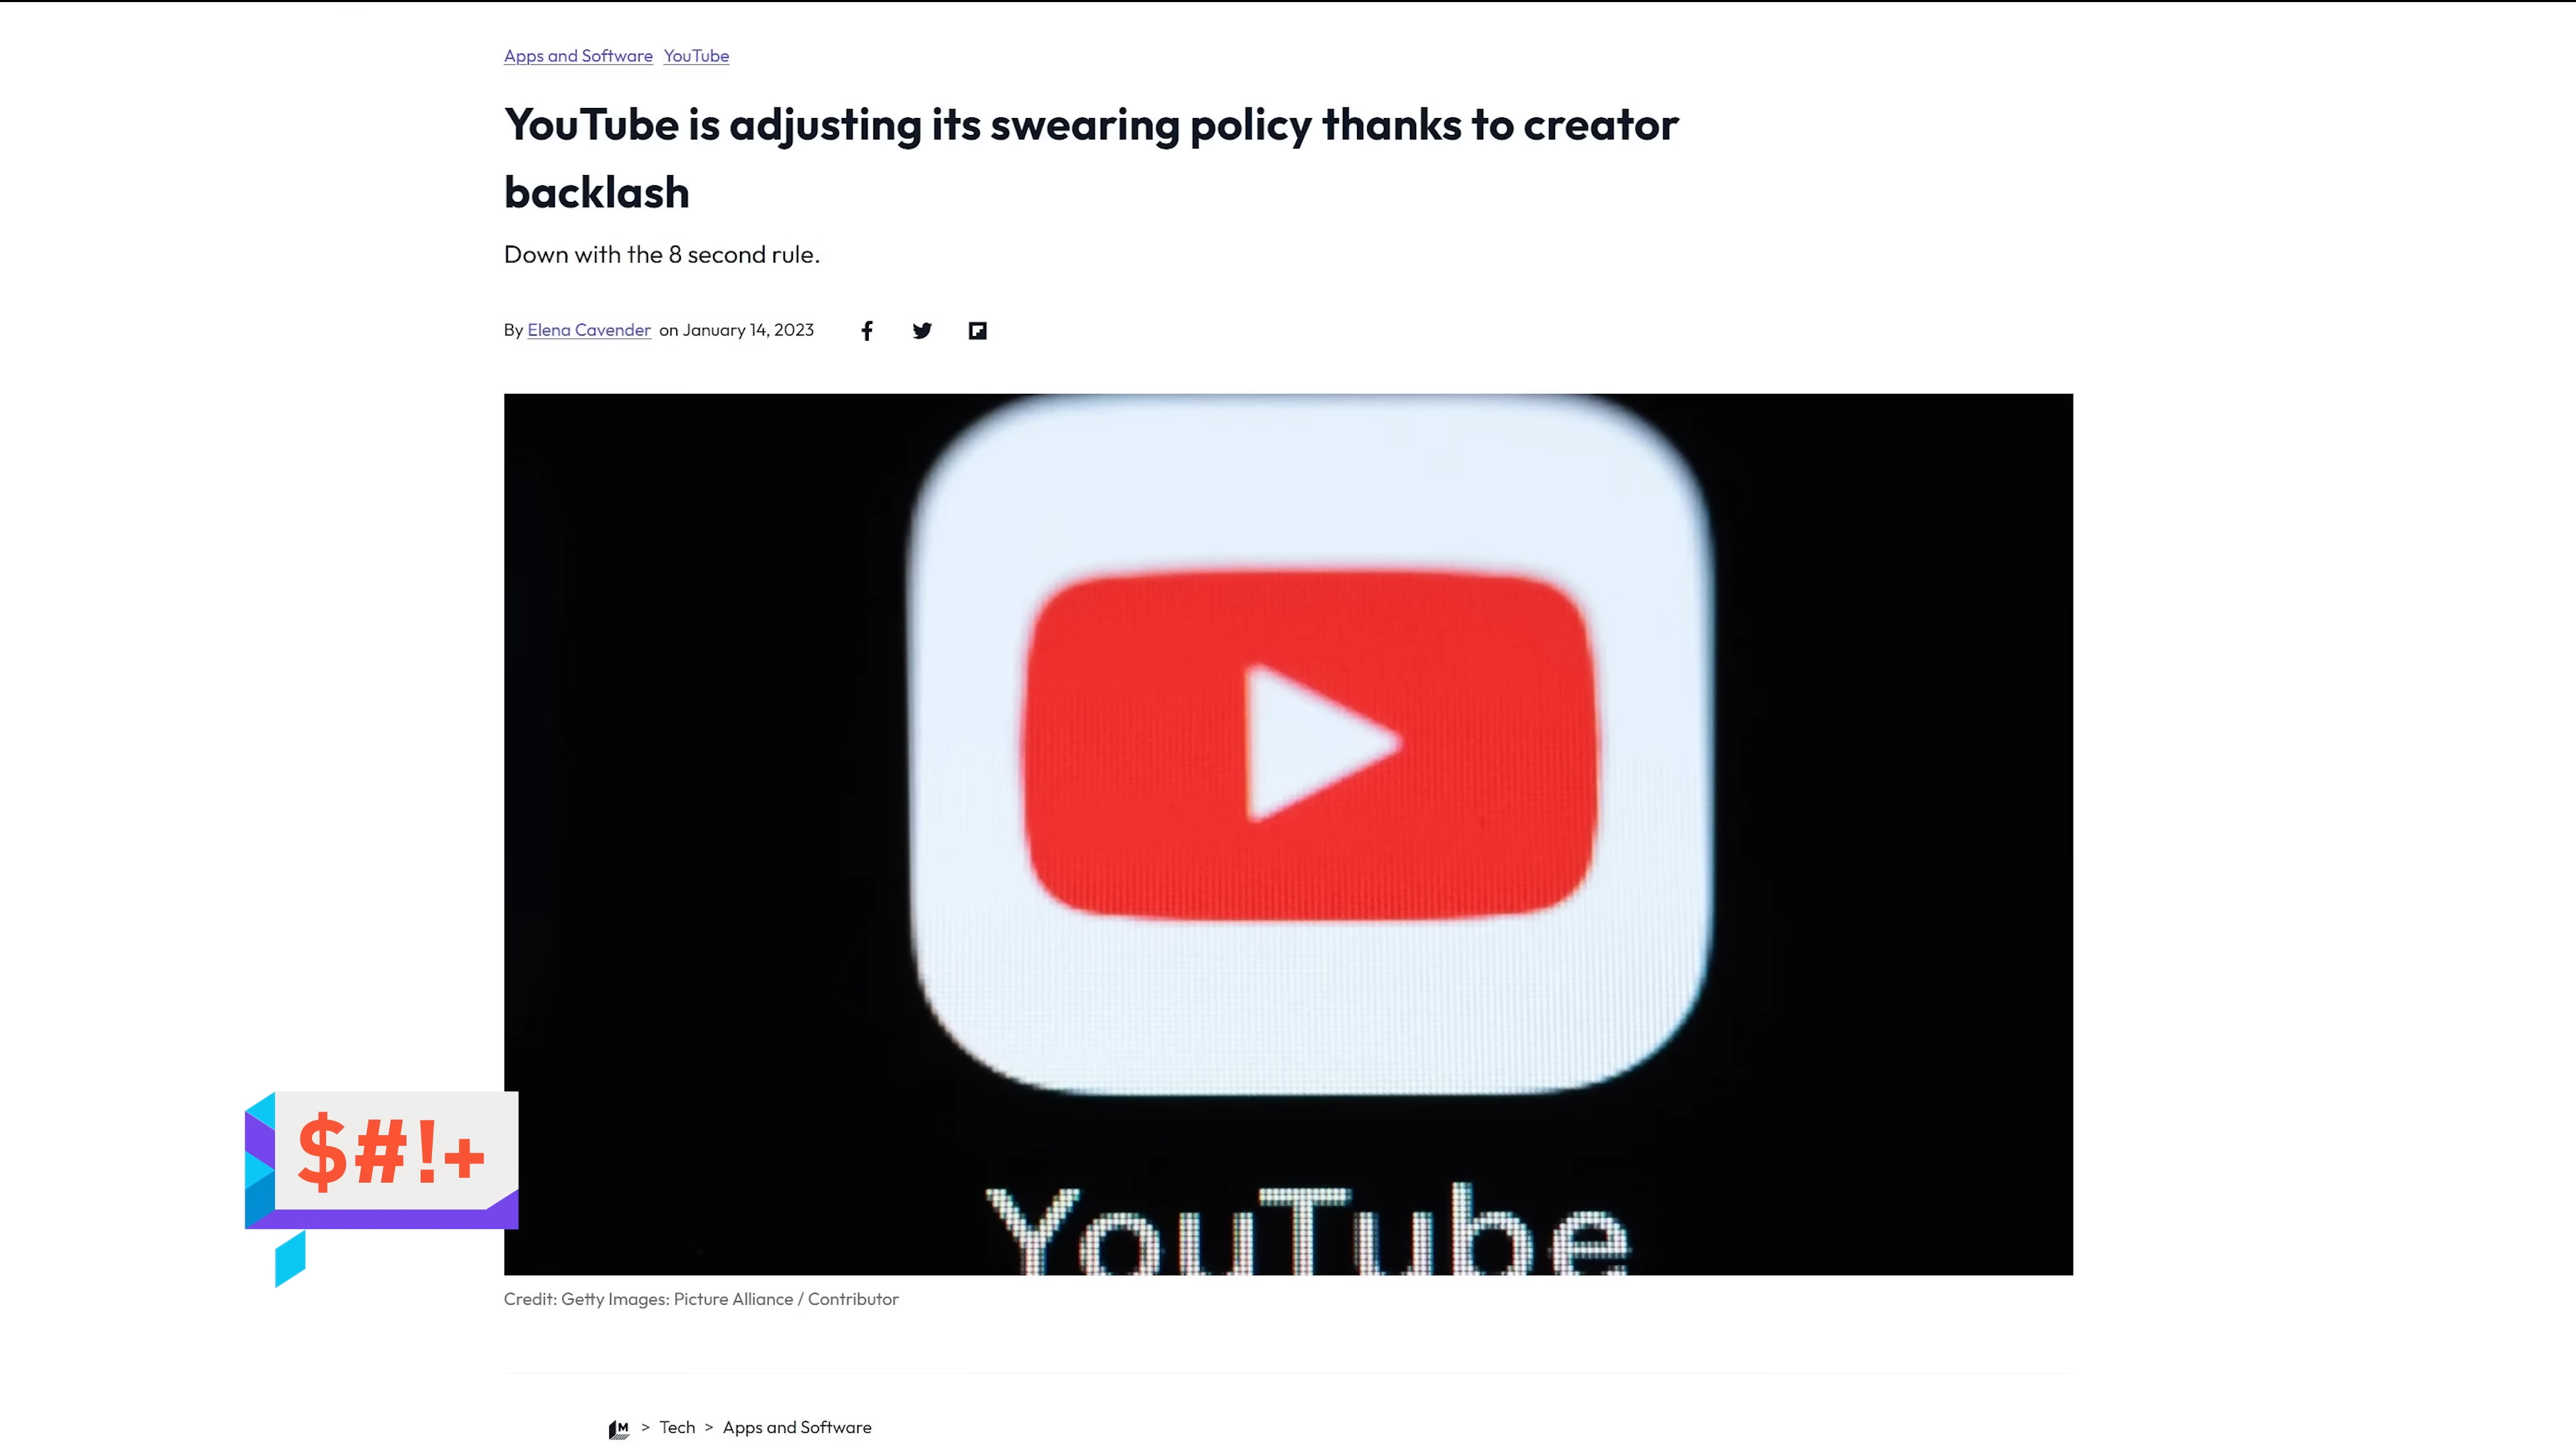 Apps and Software YouTube
YouTube is adjusting its swearing policy thanks to creator
backlash
Down with the 8 second rule.
By Elena Cavender on January 14, 2023
YouTube
$#!+
Credit: Getty Images: Picture Alliance / Contributor
M > Tech > Apps and Software